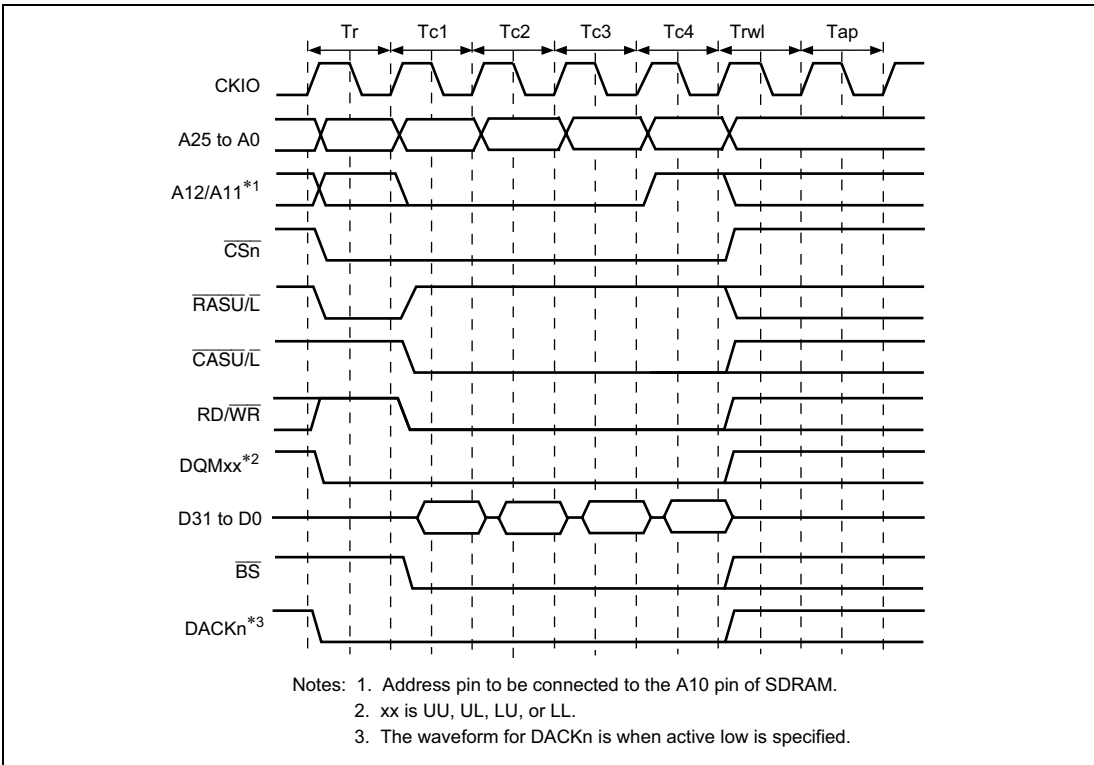 Tr Tc1 Tc2 Tc3 Tc4 Trwl Tap
CKIO
A25 to A0
A12/A11*1
CSn
RASU/L
CASU/L
RD/WR
DQMxx*2
D31 to D0
BS
DACKn*3
Notes: 1. Address pin to be connected to the A10 pin of SDRAM.
2. xx is UU, UL, LU, or LL.
3. The waveform for DACKn is when active low is specified.